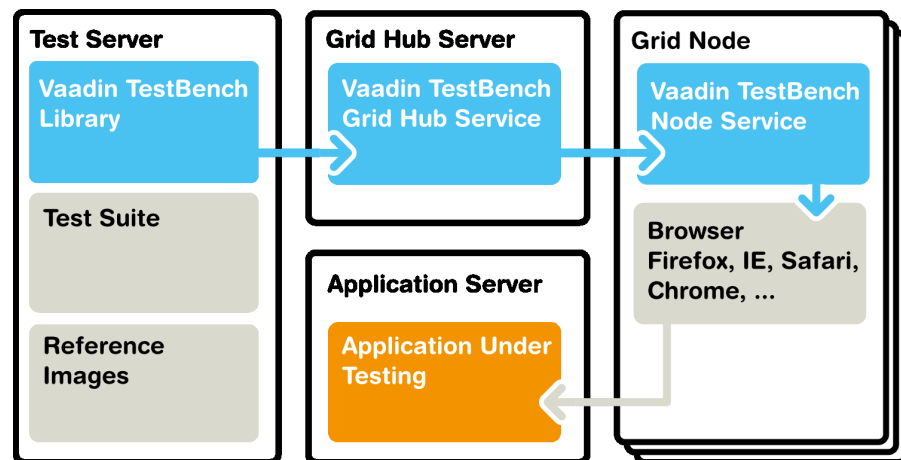 Test Server
Vaadin TestBench
Library
Test Suite
Reference
Images
Grid Hub Server
Vaadin TestBench
Grid Hub Service
Application Server
Application Under
Testing
Grid Node
Vaadin TestBench
Node Service
Browser
Firefox, IE, Safari,
Chrome, ...